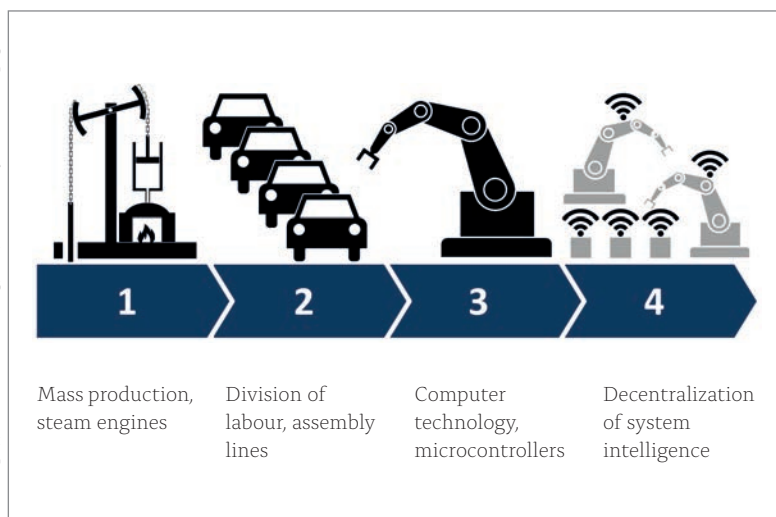 1
2
3
4
Mass production,
steam engines
Division of
labour, assembly
lines
Computer
technology,
microcontrollers
Decentralization
of system
intelligence